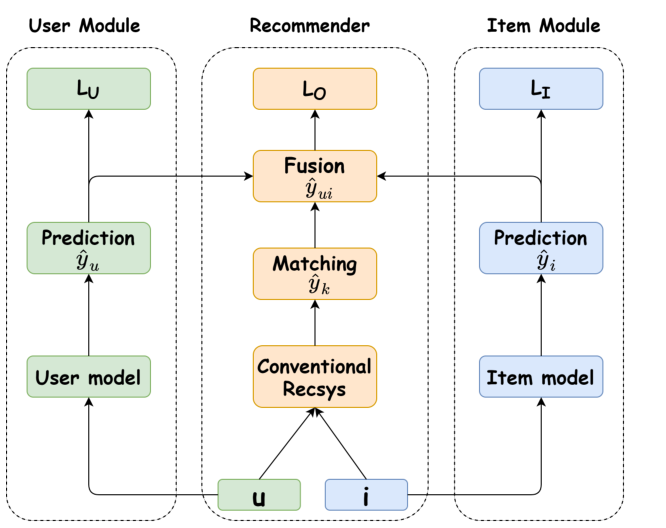 User Module
Recommender
Item Module
L_U
L_O
L_I
Fusion
ŷ_ui
Prediction
ŷ_u
Matching
ŷ_k
Prediction
ŷ_i
User model
Conventional
Recsys
Item model
u
i